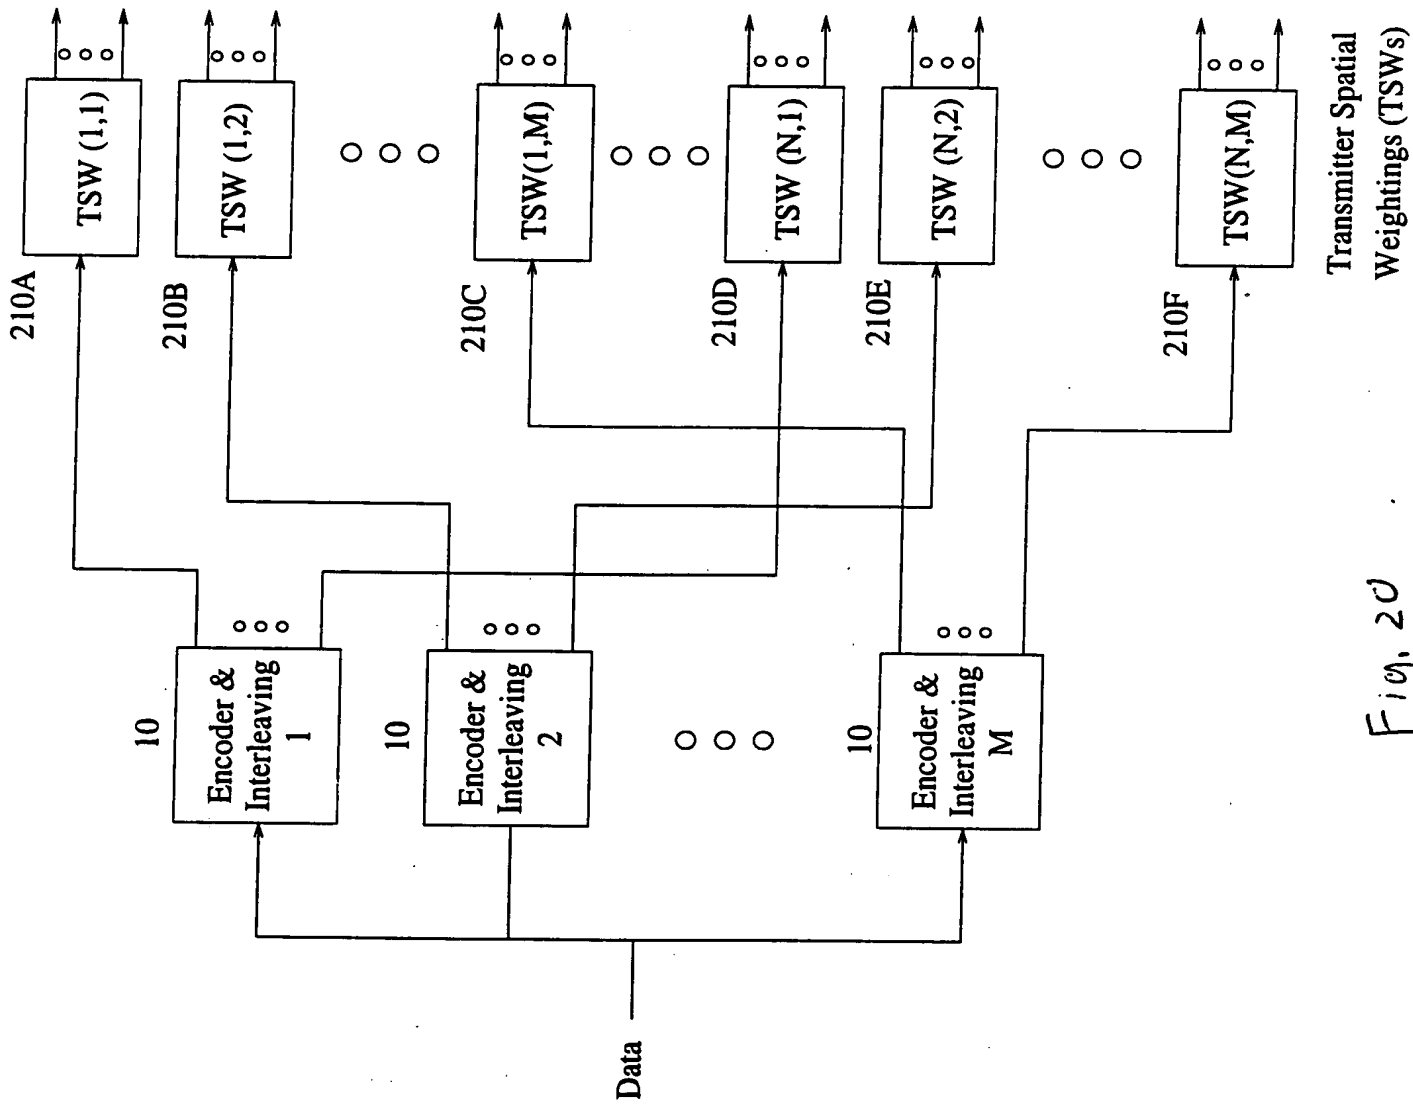 Data
10
Encoder &
Interleaving
1
10
Encoder &
Interleaving
2
10
Encoder &
Interleaving
M
210A
TSW (1,1)
210B
TSW (1,2)
210C
TSW(1,M)
210D
TSW (N,1)
210E
TSW (N,2)
210F
TSW(N,M)
Transmitter Spatial
Weightings (TSWs)
Fig. 20